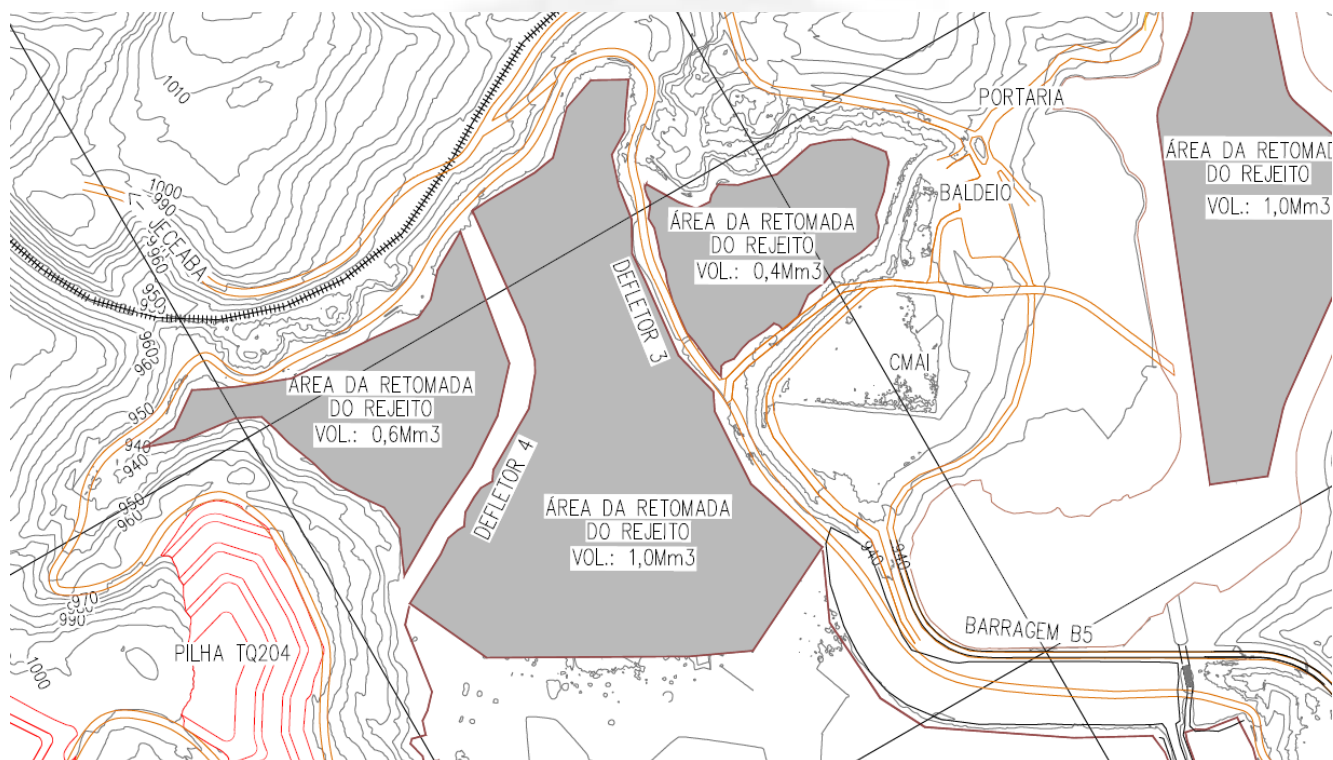 1010
PORTARIA
ÁREA DA RETOMAD
DO REJEITO
VOL.: 1,0Mm3
1000
990
JECEABA
960
950
960
960
BALDEIO
ÁREA DA RETOMADA
DO REJEITO
VOL.: 0,4Mm3
DEFLETOR 3
CMAI
ÁREA DA RETOMADA
DO REJEITO
VOL.: 0,6Mm3
950
940
940
950
960
DEFLETOR 4
ÁREA DA RETOMADA
DO REJEITO
VOL.: 1,0Mm3
940
940
970
990
1000
PILHA TQ204
BARRAGEM B5